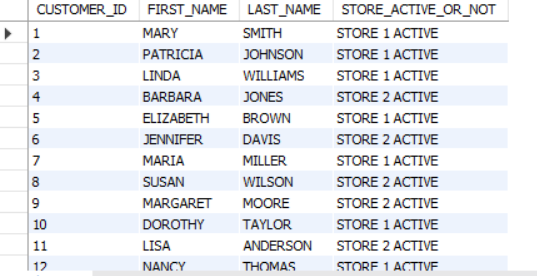 CUSTOMER_ID FIRST_NAME LAST_NAME STORE_ACTIVE_OR_NOT
1 MARY SMITH STORE 1 ACTIVE
2 PATRICIA JOHNSON STORE 1 ACTIVE
3 LINDA WILLIAMS STORE 1 ACTIVE
4 BARBARA JONES STORE 2 ACTIVE
5 ELIZABETH BROWN STORE 1 ACTIVE
6 JENNIFER DAVIS STORE 2 ACTIVE
7 MARIA MILLER STORE 1 ACTIVE
8 SUSAN WILSON STORE 2 ACTIVE
9 MARGARET MOORE STORE 2 ACTIVE
10 DOROTHY TAYLOR STORE 1 ACTIVE
11 LISA ANDERSON STORE 2 ACTIVE
12 NANCY THOMAS STORE 1 ACTIVE